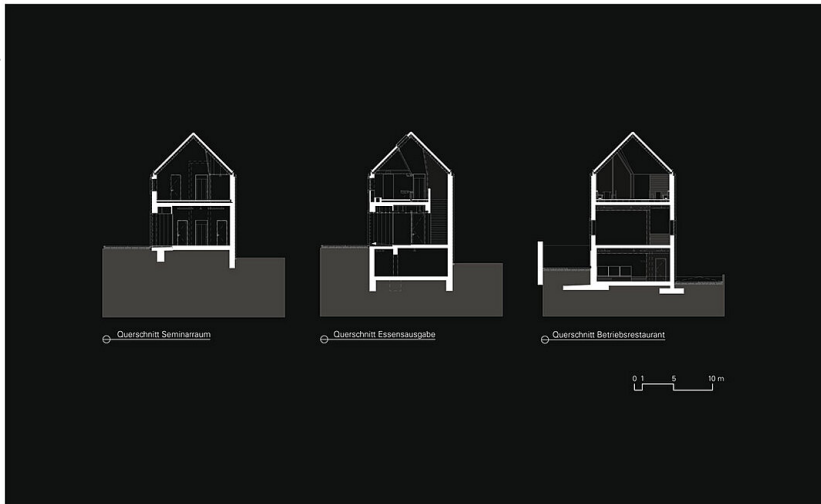 Querschnitt Seminarraum
Querschnitt Essensausgabe
Querschnitt Betriebsrestaurant
0 1 5 10 m